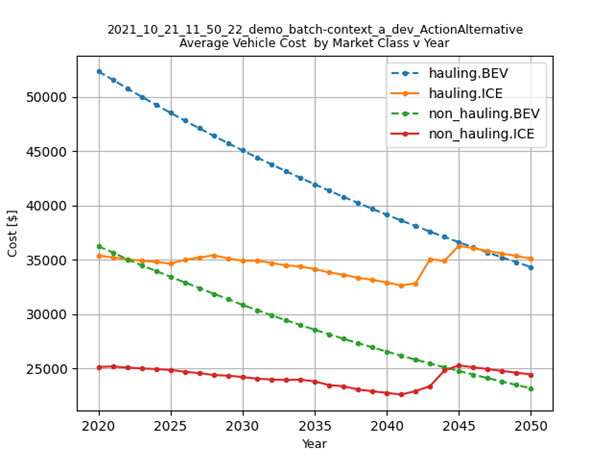 2021_10_21_11_50_22_demo_batch-context_a_dev_ActionAlternative
Average Vehicle Cost  by Market Class v Year
hauling.BEV
hauling.ICE
non_hauling.BEV
non_hauling.ICE
Cost [$]
50000
45000
40000
35000
30000
25000
2020 2025 2030 2035 2040 2045 2050
Year